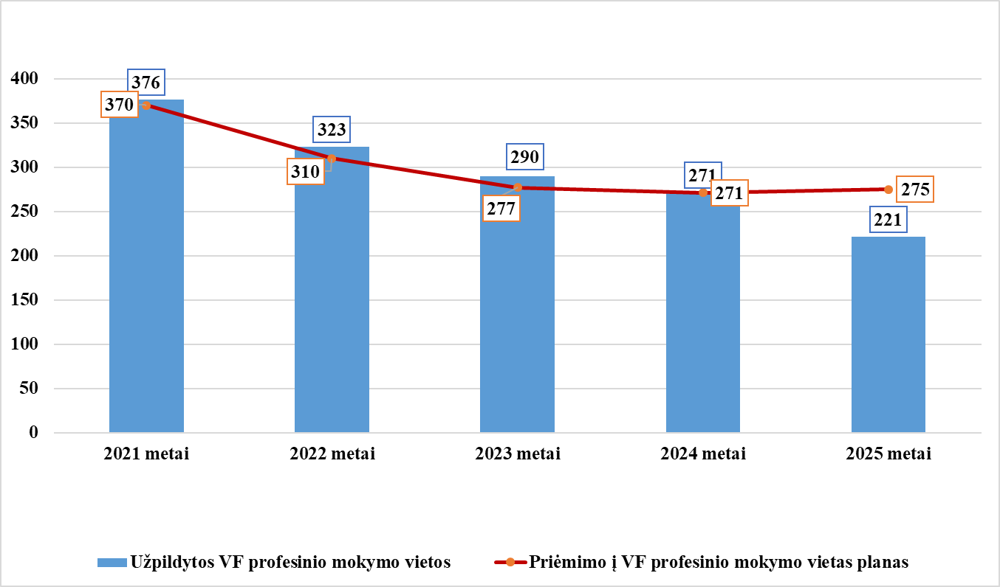 400
350
300
250
200
150
100
50
0
376
370
323
310
290
277
271
271
275
221
2021 metai
2022 metai
2023 metai
2024 metai
2025 metai
Užpildytos VF profesinio mokymo vietos
Priėmimo į VF profesinio mokymo vietas planas